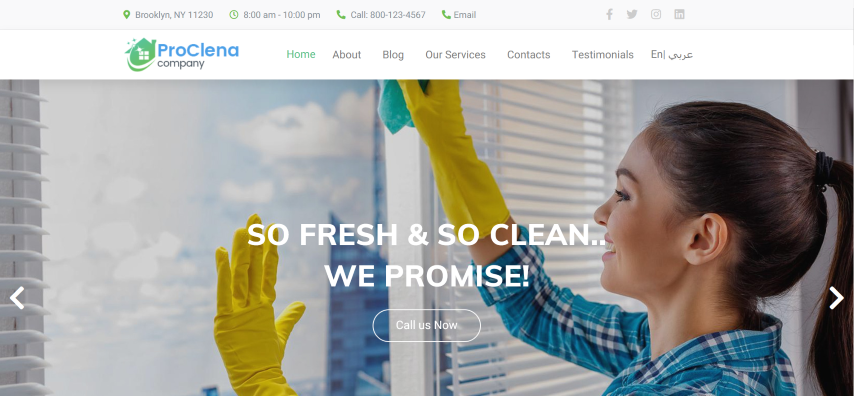 Brooklyn, NY 11230 8:00 am - 10:00 pm Call: 800-123-4567 Email
ProClena
company
Home About Blog Our Services Contacts Testimonials En| عربي
SO FRESH & SO CLEAN..
WE PROMISE!
Call us Now